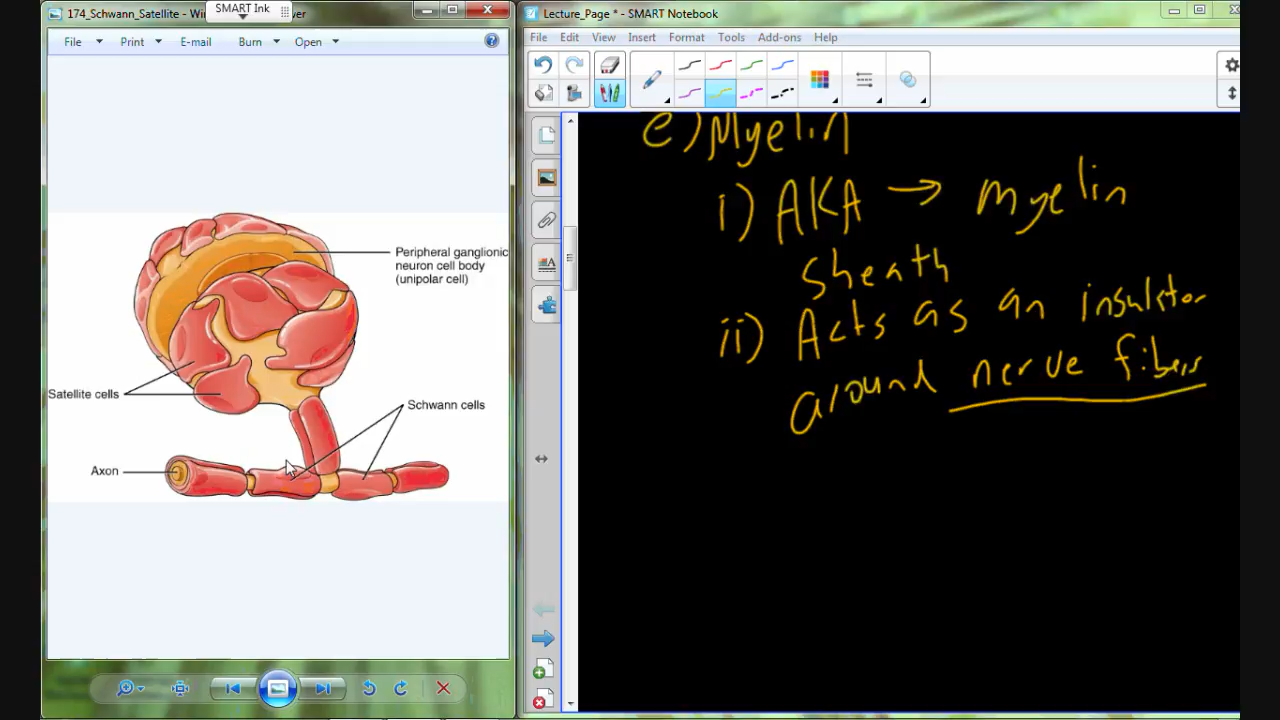 174_Schwann_Satellite - Win
SMART Ink
File
Print
E-mail
Burn
Open
Peripheral ganglionic
neuron cell body
(unipolar cell)
Satellite cells
Schwann cells
Axon
Lecture_Page * - SMART Notebook
File Edit View Insert Format Tools Add-ons Help
e) Myelin
i) AKA → Myelin
Sheath
ii) Acts as an insulator
around nerve fibers